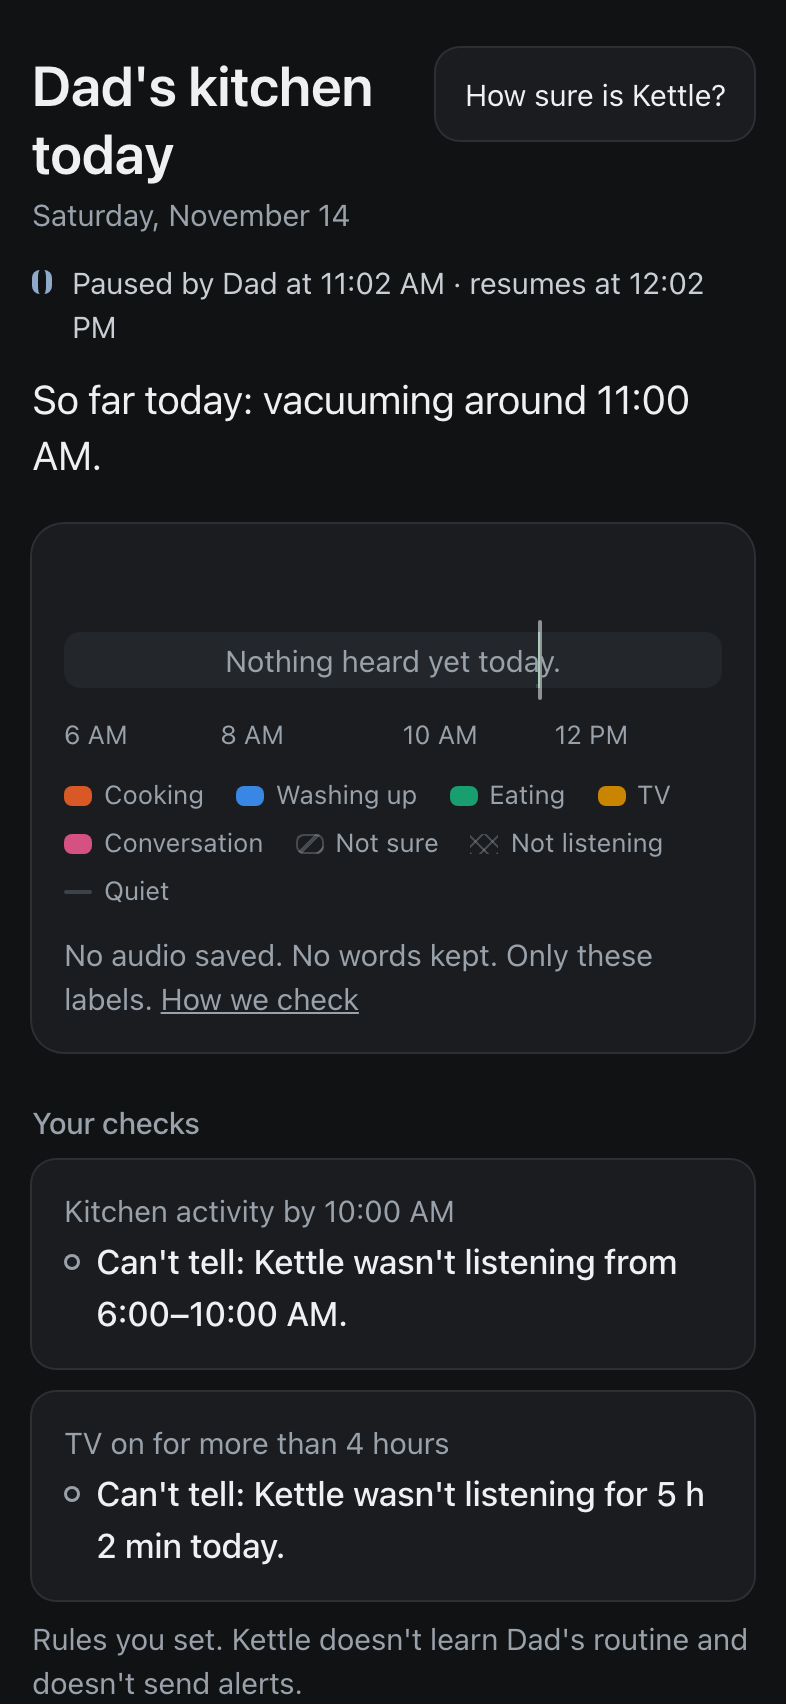 Dad's kitchen
today
How sure is Kettle?
Saturday, November 14
Paused by Dad at 11:02 AM · resumes at 12:02
PM
So far today: vacuuming around 11:00
AM.
Nothing heard yet today.
6 AM 8 AM 10 AM 12 PM
Cooking Washing up Eating TV
Conversation Not sure Not listening
Quiet
No audio saved. No words kept. Only these
labels. How we check
Your checks
Kitchen activity by 10:00 AM
Can't tell: Kettle wasn't listening from
6:00–10:00 AM.
TV on for more than 4 hours
Can't tell: Kettle wasn't listening for 5 h
2 min today.
Rules you set. Kettle doesn't learn Dad's routine and
doesn't send alerts.